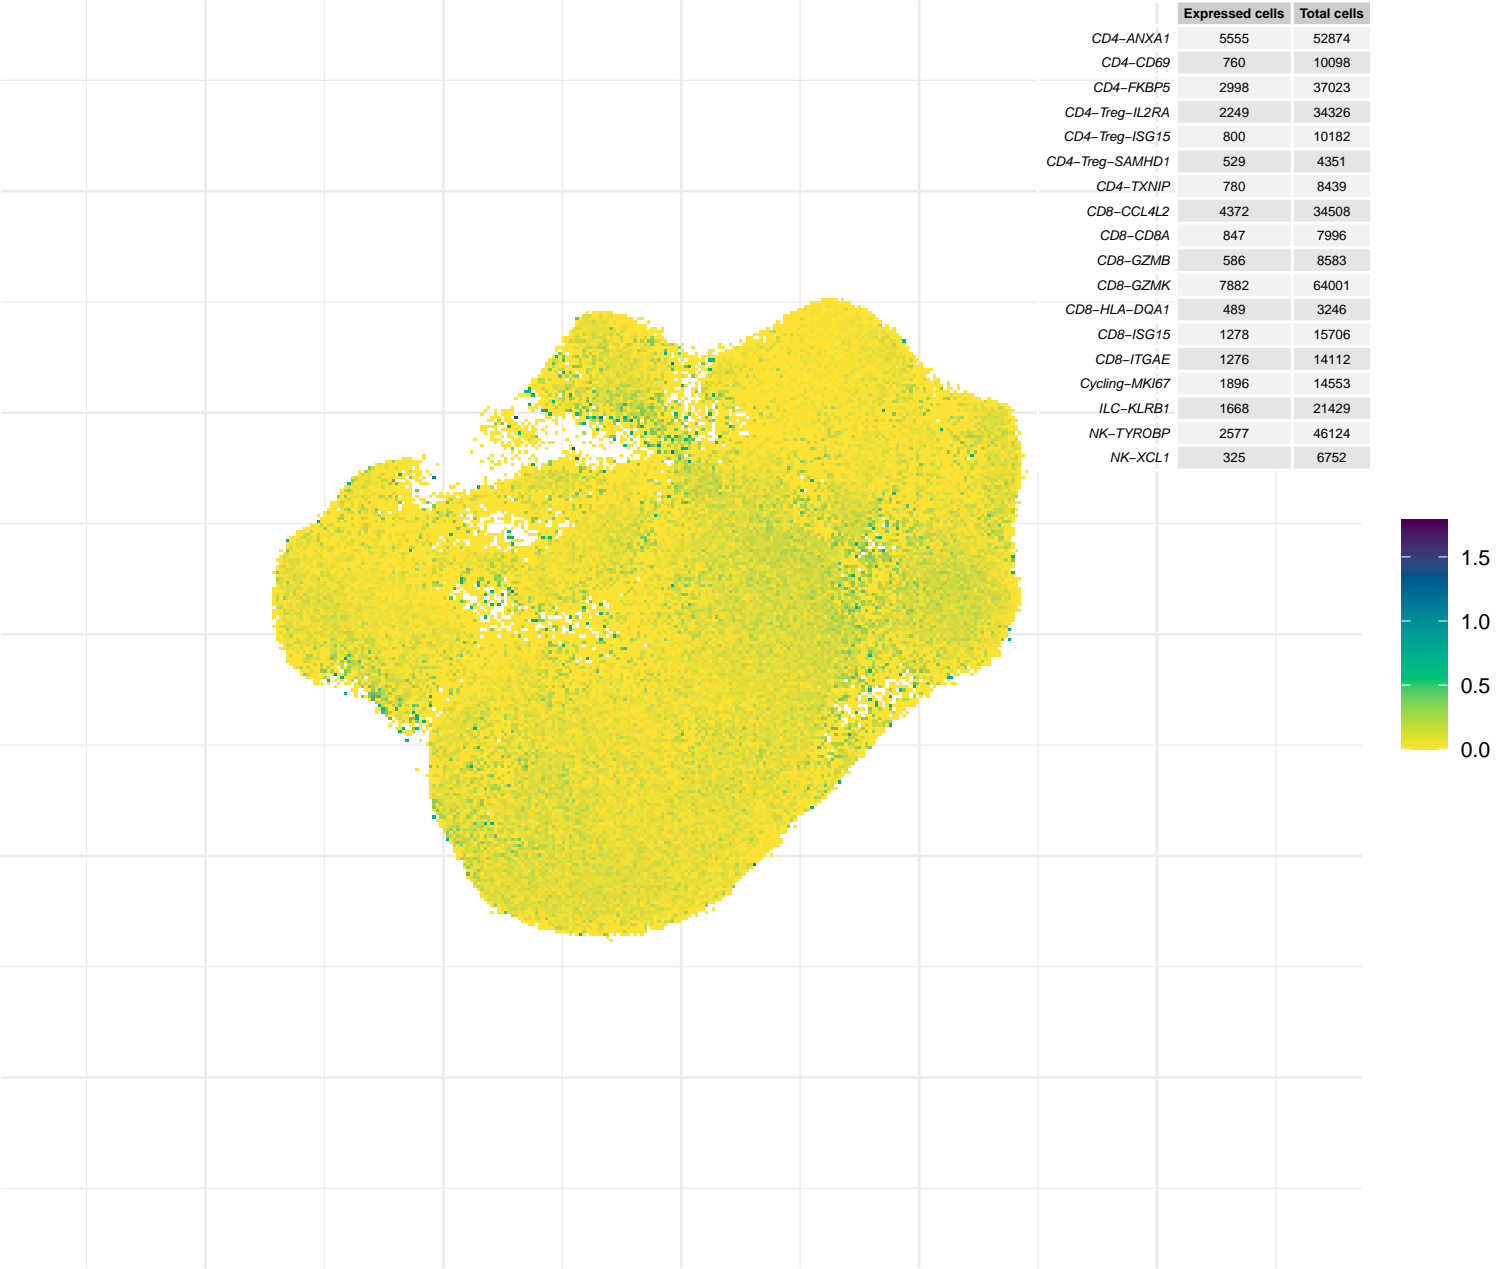 Expressed cells Total cells
CD4−ANXA1 5555 52874
CD4−CD69 760 10098
CD4−FKBP5 2998 37023
CD4−Treg−IL2RA 2249 34326
CD4−Treg−ISG15 800 10182
CD4−Treg−SAMHD1 529 4351
CD4−TXNIP 780 8439
CD8−CCL4L2 4372 34508
CD8−CD8A 847 7996
CD8−GZMB 586 8583
CD8−GZMK 7882 64001
CD8−HLA−DQA1 489 3246
CD8−ISG15 1278 15706
CD8−ITGAE 1276 14112
Cycling−MKI67 1896 14553
ILC−KLRB1 1668 21429
NK−TYROBP 2577 46124
NK−XCL1 325 6752
1.5
1.0
0.5
0.0